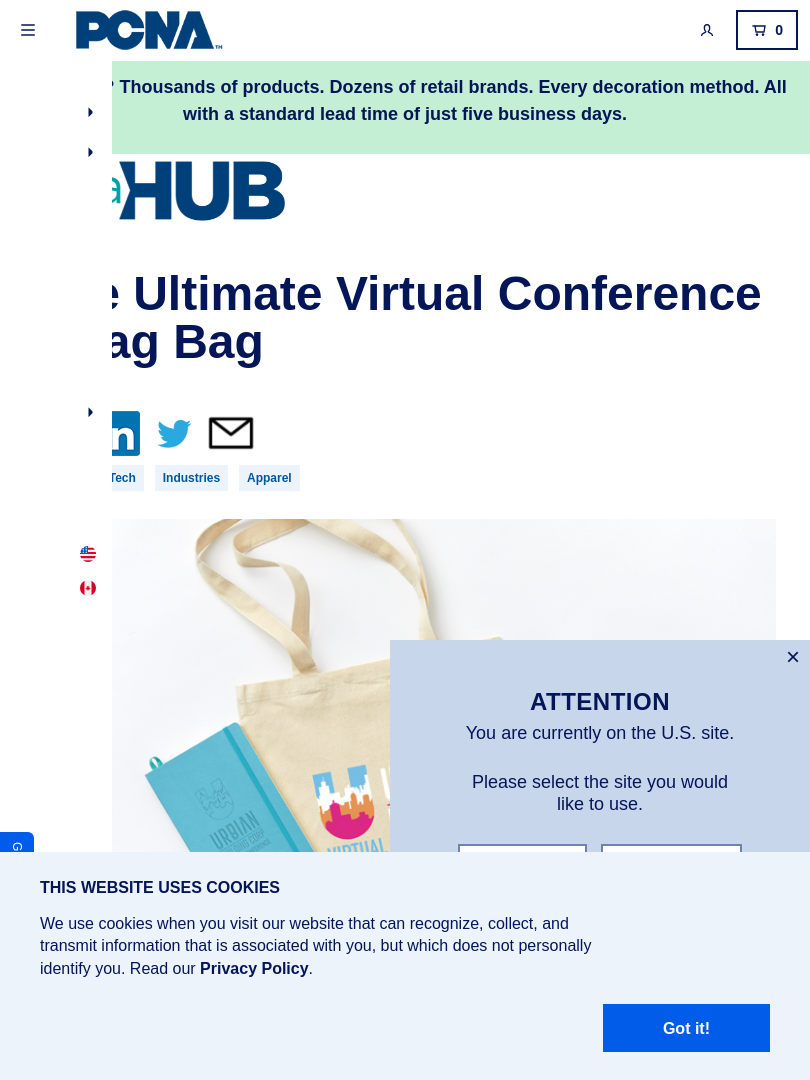 PCNA™
0
? Thousands of products. Dozens of retail brands. Every decoration method. All
with a standard lead time of just five business days.
HUB
Ultimate Virtual Conference
Bag
in
Tech
Industries
Apparel
URBIAN
VIRTUAL
×
ATTENTION
You are currently on the U.S. site.
Please select the site you would
like to use.
G
THIS WEBSITE USES COOKIES
We use cookies when you visit our website that can recognize, collect, and
transmit information that is associated with you, but which does not personally
identify you. Read our Privacy Policy.
Got it!